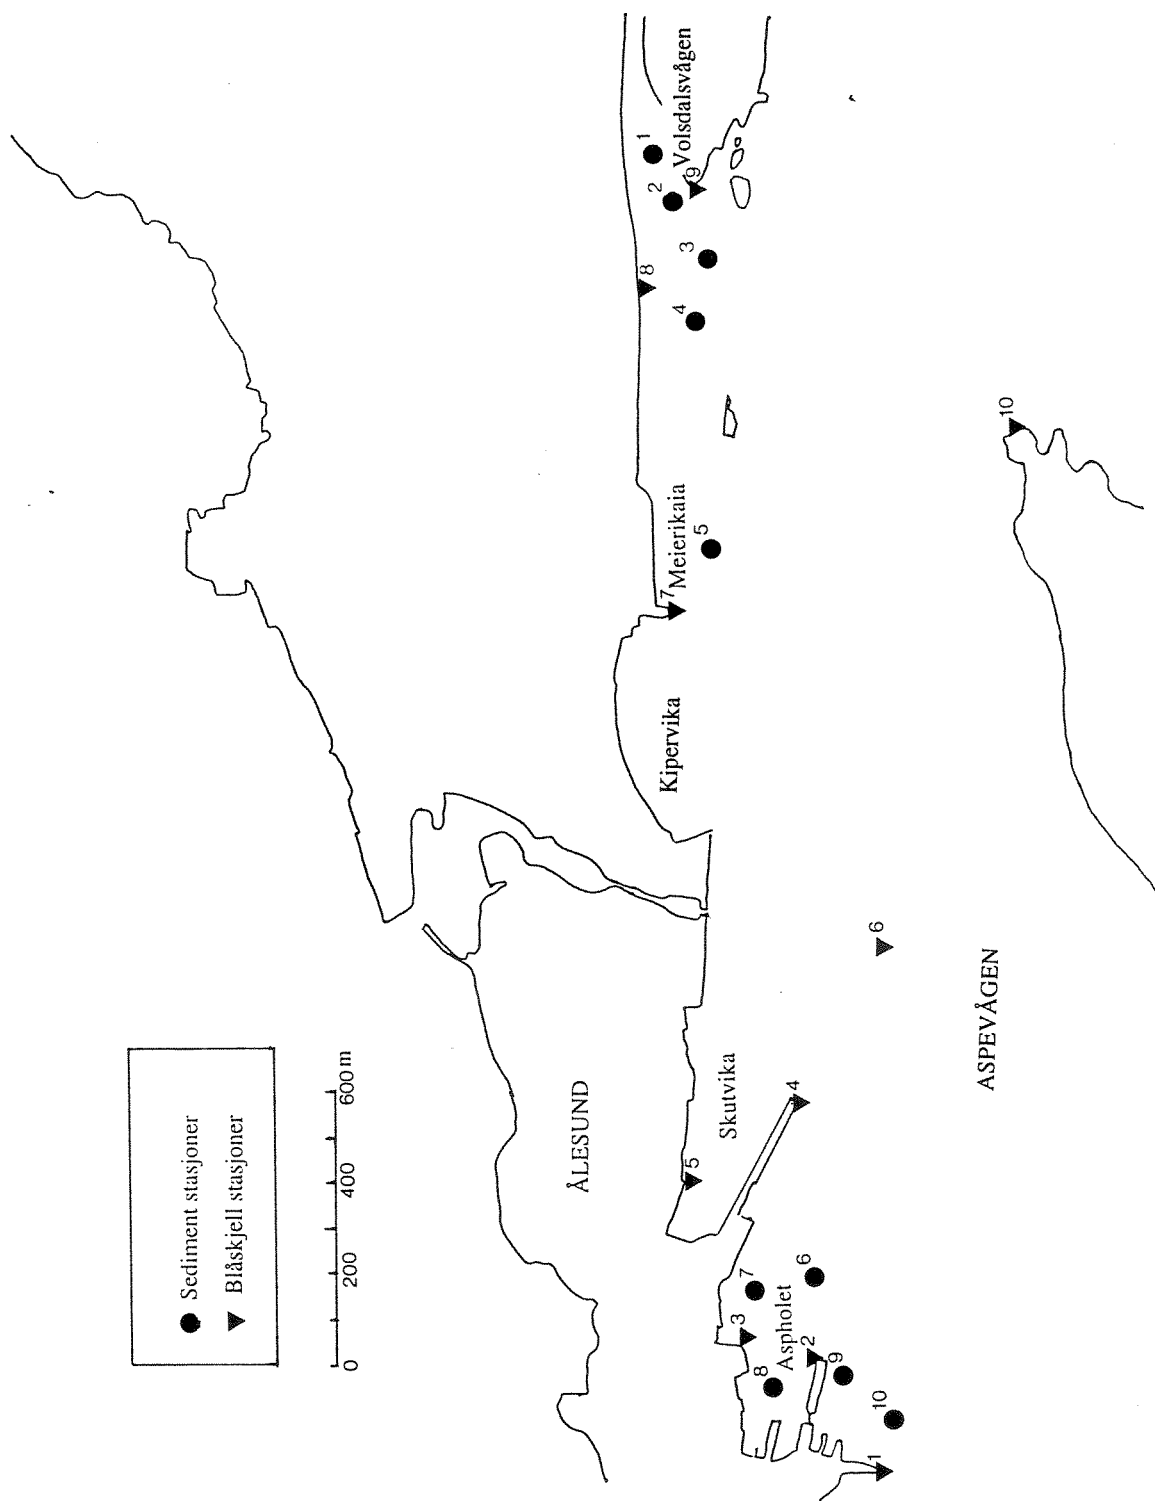 Sediment stasjoner
Blåskjell stasjoner
0 200 400 600 m
ÅLESUND
Skutvika
Aspholet
ASPEVÅGEN
Kipervika
Meierikaia
Volsdalsvågen
1
2
3
4
5
6
7
8
9
10
1
2
3
4
5
6
7
8
9
10